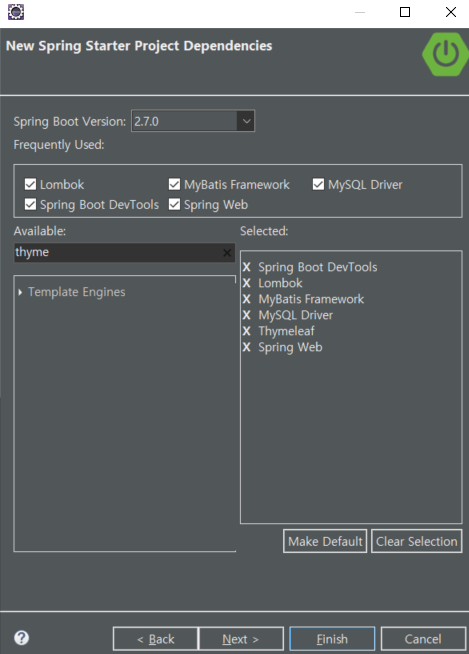 New Spring Starter Project Dependencies
Spring Boot Version: 2.7.0
Frequently Used:
Lombok MyBatis Framework MySQL Driver
Spring Boot DevTools Spring Web
Available: Selected:
thyme
Template Engines
X Spring Boot DevTools
X Lombok
X MyBatis Framework
X MySQL Driver
X Thymeleaf
X Spring Web
Make Default Clear Selection
? < Back Next > Finish Cancel